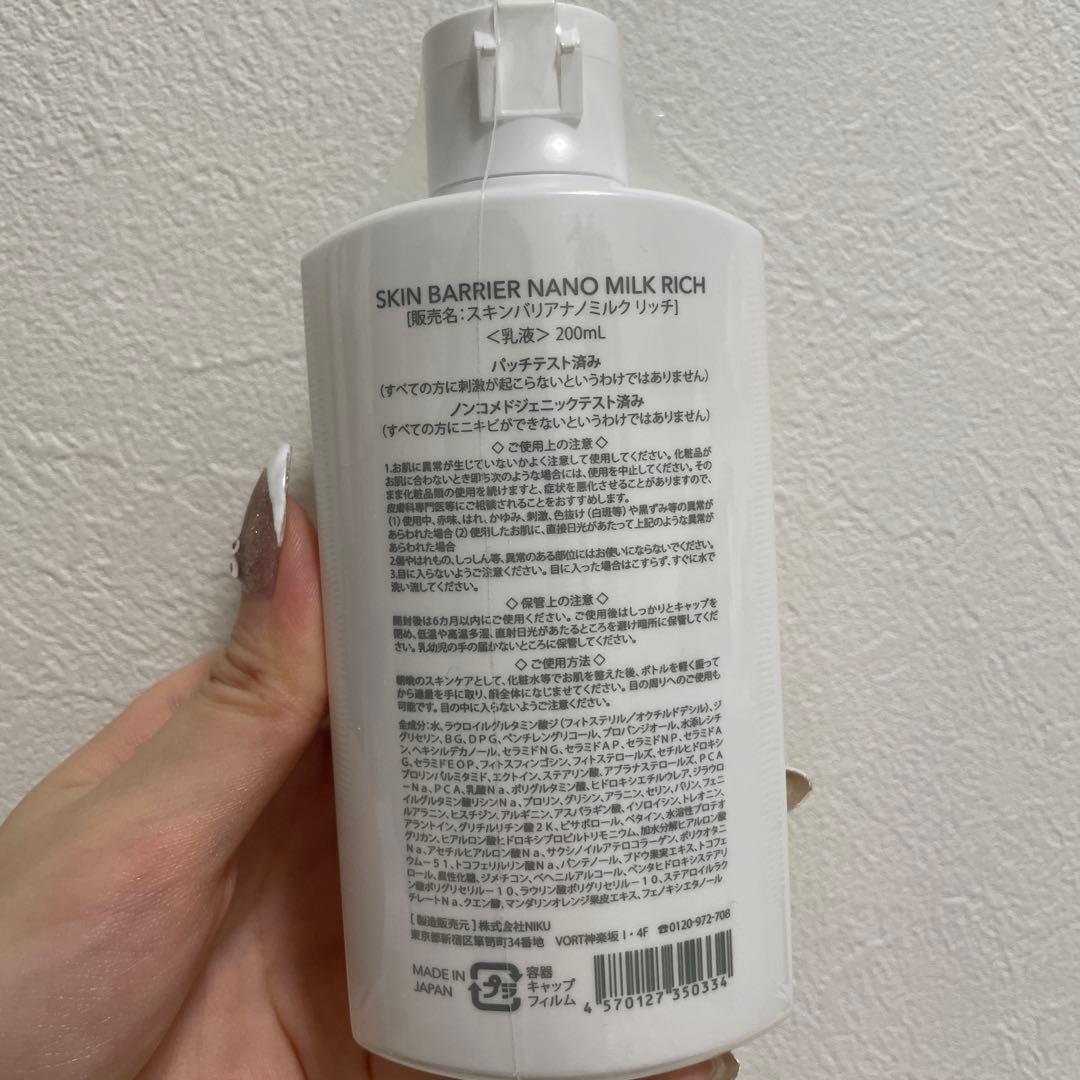 SKIN BARRIER NANO MILK RICH
[販売名:スキンバリアナノミルク リッチ]
<乳液> 200mL
パッチテスト済み
(すべての方に刺激が起こらないというわけではありません)
ノンコメドジェニックテスト済み
(すべての方にニキビができないというわけではありません)
◇ご使用上の注意◇
1.お肌に異常が生じていないかよく注意して使用してください。化粧品が
お肌に合わないとき即ち次のような場合には、使用を中止してください。その
まま化粧品類の使用を続けますと、症状を悪化させることがありますので、
皮膚科専門医等にご相談されることをおすすめします。
(1)使用中、赤味、はれ、かゆみ、刺激、色抜け(白斑等)や黒ずみ等の異常が
あらわれた場合(2)使用したお肌に、直接日光があたって上記のような異常が
あらわれた場合
2.傷やはれもの、しっしん等、異常のある部位にはお使いにならないでください。
3.目に入らないようご注意ください。目に入った場合はこすらず、すぐに水で
洗い流してください。
◇保管上の注意◇
開封後は6カ月以内にご使用ください。ご使用後はしっかりとキャップを
閉め、低温や高温多湿、直射日光があたるところを避け暗所に保管してくだ
さい。乳幼児の手の届かないところに保管してください。
◇ご使用方法◇
朝晩のスキンケアとして、化粧水等でお肌を整えた後、ボトルを軽く振って
から適量を手に取り、顔全体になじませてください。目の周りへのご使用も
可能です。目の中に入らないようご注意ください。
全成分:水、ラウロイルグルタミン酸ジ(フィトステリル/オクチルドデシル)、ジ
グリセリン、BG、DPG、ペンチレングリコール、プロパンジオール、水添レシチ
ン、ヘキシルデカノール、セラミドNG、セラミドAP、セラミドNP、セラミドA
G、セラミドEOP、フィトスフィンゴシン、フィトステロールズ、セチルヒドロキシ
プロリンパルミタミド、エクトイン、ステアリン酸、アブラナステロールズ、PCA
ーNa、PCA、乳酸Na、ポリグルタミン酸、ヒドロキシエチルウレア、ジラウロ
イルグルタミン酸リシンNa、プロリン、グリシン、アラニン、セリン、バリン、フェニ
ルアラニン、ヒスチジン、アルギニン、アスパラギン酸、イソロイシン、トレオニン、
アラントイン、グリチルリチン酸2K、ビサボロール、ベタイン、水溶性プロテオ
グリカン、ヒアルロン酸ヒドロキシプロピルトリモニウム、加水分解ヒアルロン酸
Na、アセチルヒアルロン酸Na、サクシノイルアテロコラーゲン、ポリクオタニ
ウム-51、トコフェリルリン酸Na、パンテノール、ブドウ果実エキス、トコフェ
ロール、異性化糖、ジメチコン、ベヘニルアルコール、ペンタヒドロキシステアリ
ン酸ポリグリセリル-10、ラウリン酸ポリグリセリル-10、ステアロイルラク
チレートNa、クエン酸、マンダリンオレンジ果皮エキス、フェノキシエタノール
[製造販売元]株式会社NIKU
東京都新宿区箪笥町34番地 VORT神楽坂Ⅰ・4F ☎0120-972-708
MADE IN
JAPAN
プラ
容器
キャップ
フィルム
4 570127 350334